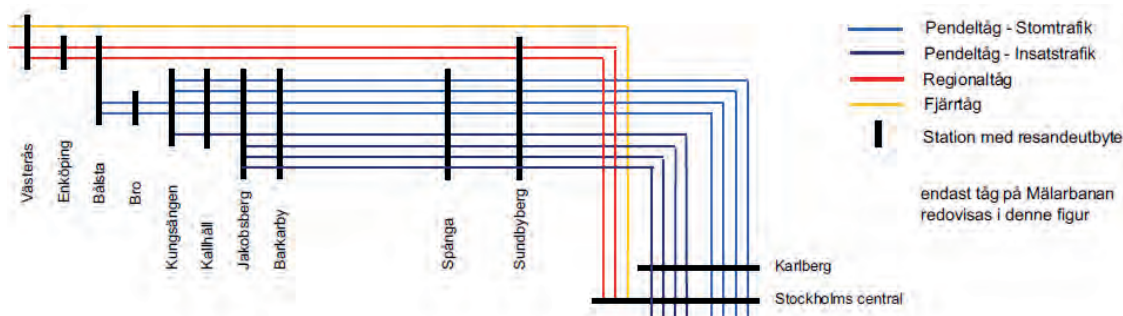 Västerås
Enköping
Bålsta
Bro
Kungsängen
Kallhäll
Jakobsberg
Barkarby
Spånga
Sundbyberg
Pendeltåg - Stomtrafik
Pendeltåg - Insatstrafik
Regionaltåg
Fjärrtåg
Station med resandeutbyte
endast tåg på Mälarbanan
redovisas i denne figur
Karlberg
Stockholms central